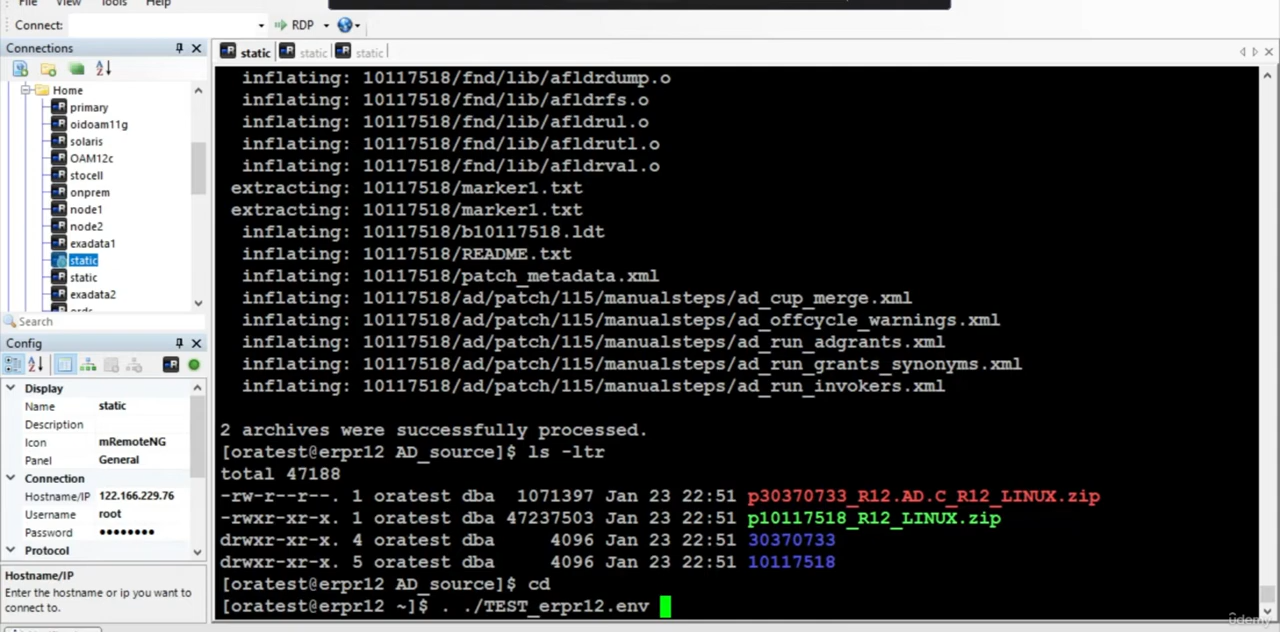 File View Tools Help
Connect: RDP
Connections
static static static
Home
primary
oidoam11g
solaris
OAM12c
stocell
onprem
node1
node2
exadata1
static
static
exadata2
Search
Config
Display
Name static
Description
Icon mRemoteNG
Panel General
Connection
Hostname/IP 122.166.229.76
Username root
Password ••••••••
Protocol
Hostname/IP
Enter the hostname or ip you want to connect to.
inflating: 10117518/fnd/lib/afldrdump.o
inflating: 10117518/fnd/lib/afldrfs.o
inflating: 10117518/fnd/lib/afldrul.o
inflating: 10117518/fnd/lib/afldrutl.o
inflating: 10117518/fnd/lib/afldrval.o
extracting: 10117518/marker1.txt
extracting: 10117518/marker1.txt
inflating: 10117518/b10117518.ldt
inflating: 10117518/README.txt
inflating: 10117518/patch_metadata.xml
inflating: 10117518/ad/patch/115/manualsteps/ad_cup_merge.xml
inflating: 10117518/ad/patch/115/manualsteps/ad_offcycle_warnings.xml
inflating: 10117518/ad/patch/115/manualsteps/ad_run_adgrants.xml
inflating: 10117518/ad/patch/115/manualsteps/ad_run_grants_synonyms.xml
inflating: 10117518/ad/patch/115/manualsteps/ad_run_invokers.xml
2 archives were successfully processed.
[oratest@erpr12 AD_source]$ ls -ltr
total 47188
-rw-r--r--. 1 oratest dba 1071397 Jan 23 22:51 p30370733_R12.AD.C_R12_LINUX.zip
-rwxr-xr-x. 1 oratest dba 47237503 Jan 23 22:51 p10117518_R12_LINUX.zip
drwxr-xr-x. 4 oratest dba 4096 Jan 23 22:51 30370733
drwxr-xr-x. 5 oratest dba 4096 Jan 23 22:51 10117518
[oratest@erpr12 AD_source]$ cd
[oratest@erpr12 ~]$ . ./TEST_erpr12.env
udemy